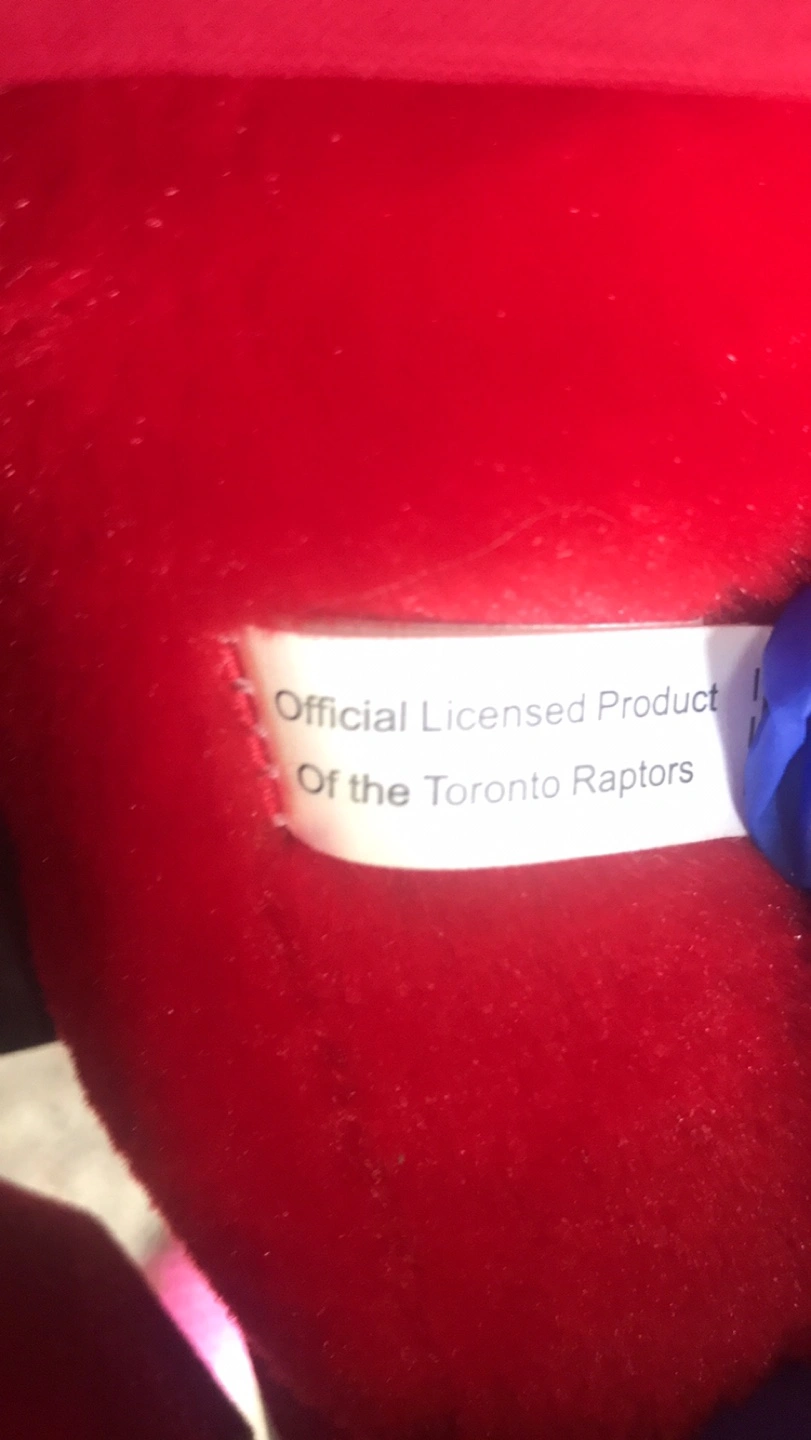 Official Licensed Product
Of the Toronto Raptors